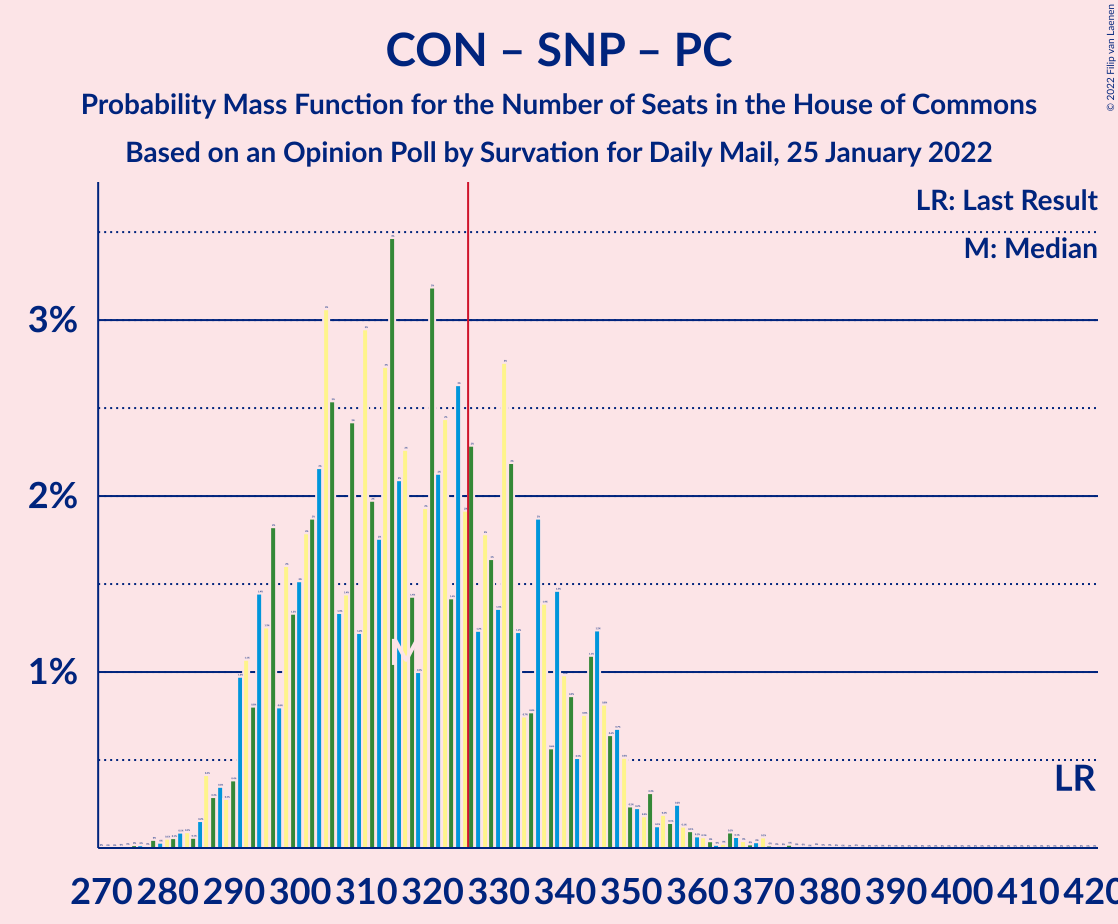 CON – SNP – PC
Probability Mass Function for the Number of Seats in the House of Commons
Based on an Opinion Poll by Survation for Daily Mail, 25 January 2022
© 2022 Filip van Laenen
LR: Last Result
M: Median
3%
2%
1%
M
LR
270 280 290 300 310 320 330 340 350 360 370 380 390 400 410 420